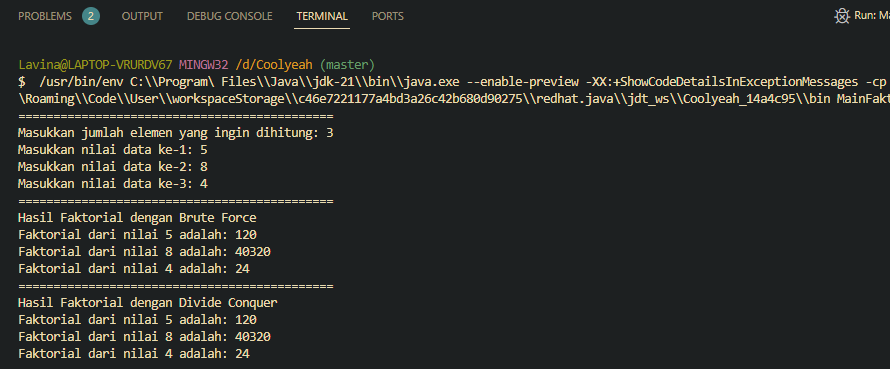 PROBLEMS 2 OUTPUT DEBUG CONSOLE TERMINAL PORTS Run: Ma
Lavina@LAPTOP-VRURDV67 MINGW32 /d/Coolyeah (master)
$ /usr/bin/env C:\\Program\ Files\\Java\\jdk-21\\bin\\java.exe --enable-preview -XX:+ShowCodeDetailsInExceptionMessages -cp
\Roaming\\Code\\User\\workspaceStorage\\c46e7221177a4bd3a26c42b680d90275\\redhat.java\\jdt_ws\\Coolyeah_14a4c95\\bin MainFakt
=============================================
Masukkan jumlah elemen yang ingin dihitung: 3
Masukkan nilai data ke-1: 5
Masukkan nilai data ke-2: 8
Masukkan nilai data ke-3: 4
=============================================
Hasil Faktorial dengan Brute Force
Faktorial dari nilai 5 adalah: 120
Faktorial dari nilai 8 adalah: 40320
Faktorial dari nilai 4 adalah: 24
=============================================
Hasil Faktorial dengan Divide Conquer
Faktorial dari nilai 5 adalah: 120
Faktorial dari nilai 8 adalah: 40320
Faktorial dari nilai 4 adalah: 24